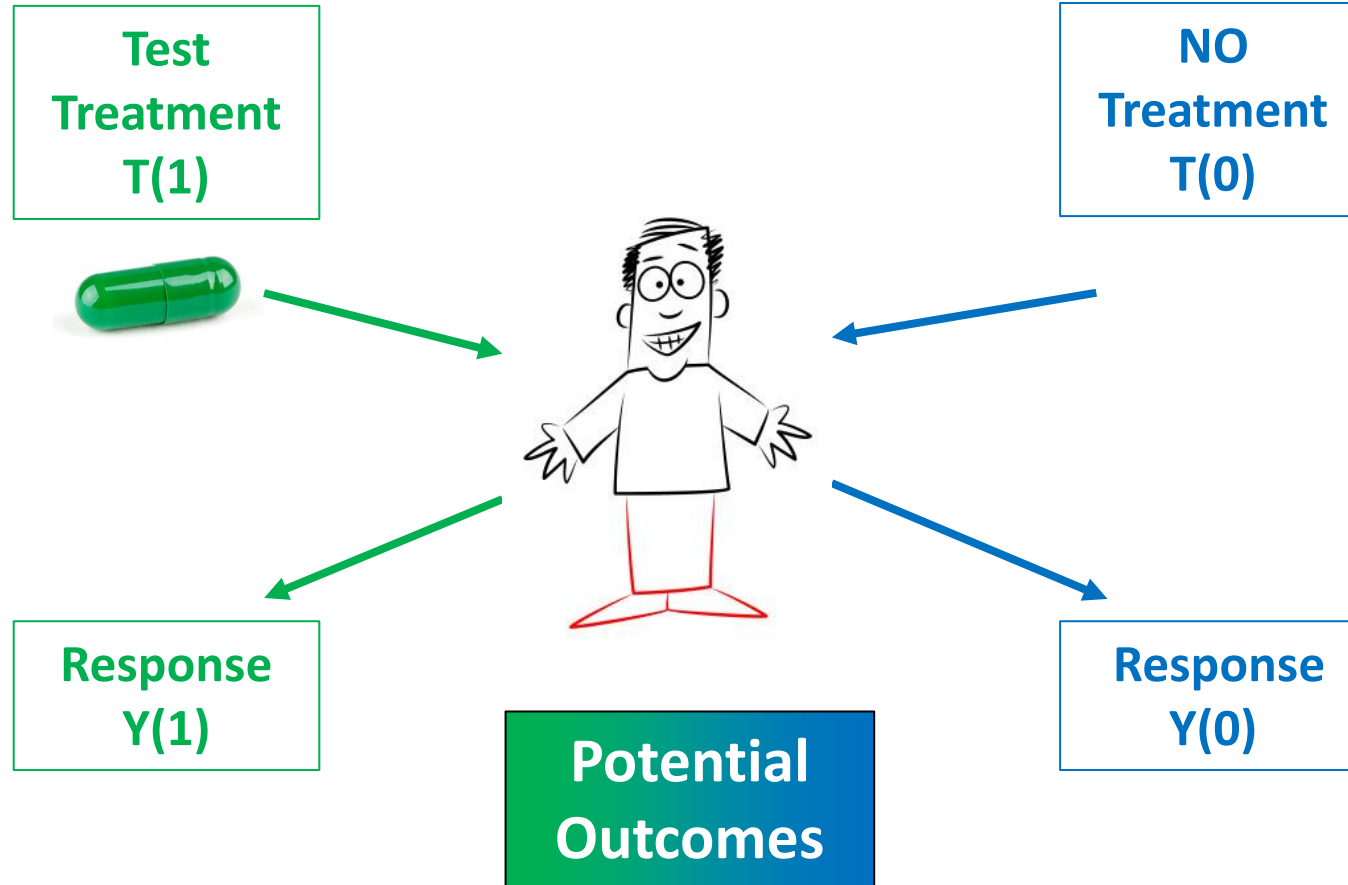 Test
Treatment
T(1)
NO
Treatment
T(0)
Response
Y(1)
Response
Y(0)
Potential
Outcomes